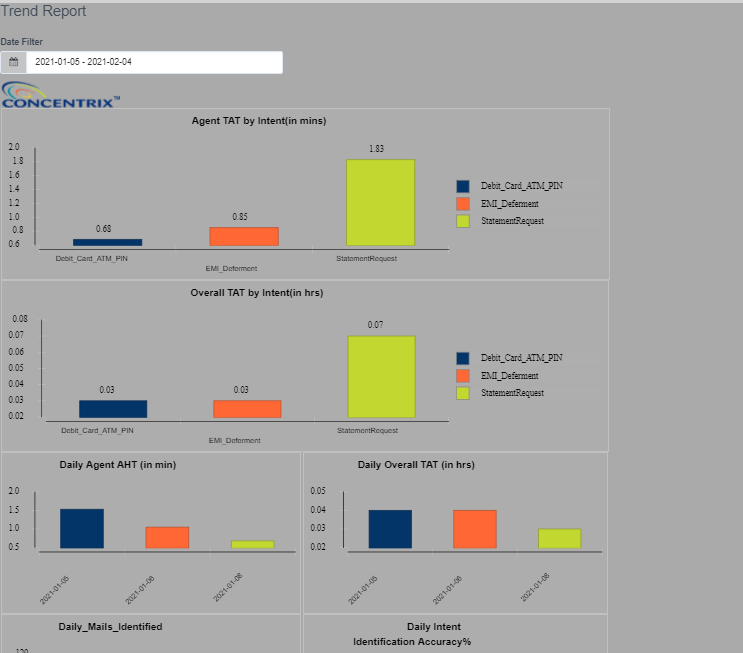 Trend Report
Date Filter
2021-01-05 - 2021-02-04
CONCENTRIX™
Agent TAT by Intent(in mins)
2.0
1.8
1.6
1.4
1.2
1.0
0.8
0.6
0.68
0.85
1.83
Debit_Card_ATM_PIN
EMI_Deferment
StatementRequest
Debit_Card_ATM_PIN
EMI_Deferment
StatementRequest
Overall TAT by Intent(in hrs)
0.08
0.07
0.06
0.05
0.04
0.03
0.02
0.03
0.03
0.07
Debit_Card_ATM_PIN
EMI_Deferment
StatementRequest
Debit_Card_ATM_PIN
EMI_Deferment
StatementRequest
Daily Agent AHT (in min)
2.0
1.5
1.0
0.5
2021-01-05
2021-01-06
2021-01-08
Daily Overall TAT (in hrs)
0.05
0.04
0.03
0.02
2021-01-05
2021-01-06
2021-01-08
Daily_Mails_Identified
120
Daily Intent
Identification Accuracy%